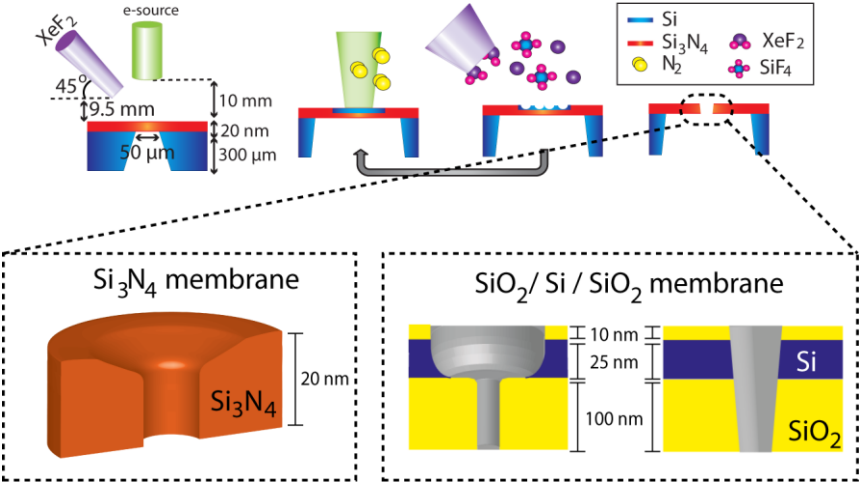 XeF2
e-source
45°
9.5 mm
10 mm
20 nm
50 μm
300 μm
Si
Si3N4
N2
XeF2
SiF4
Si3N4 membrane
20 nm
Si3N4
SiO2/ Si / SiO2 membrane
10 nm
25 nm
Si
100 nm
SiO2